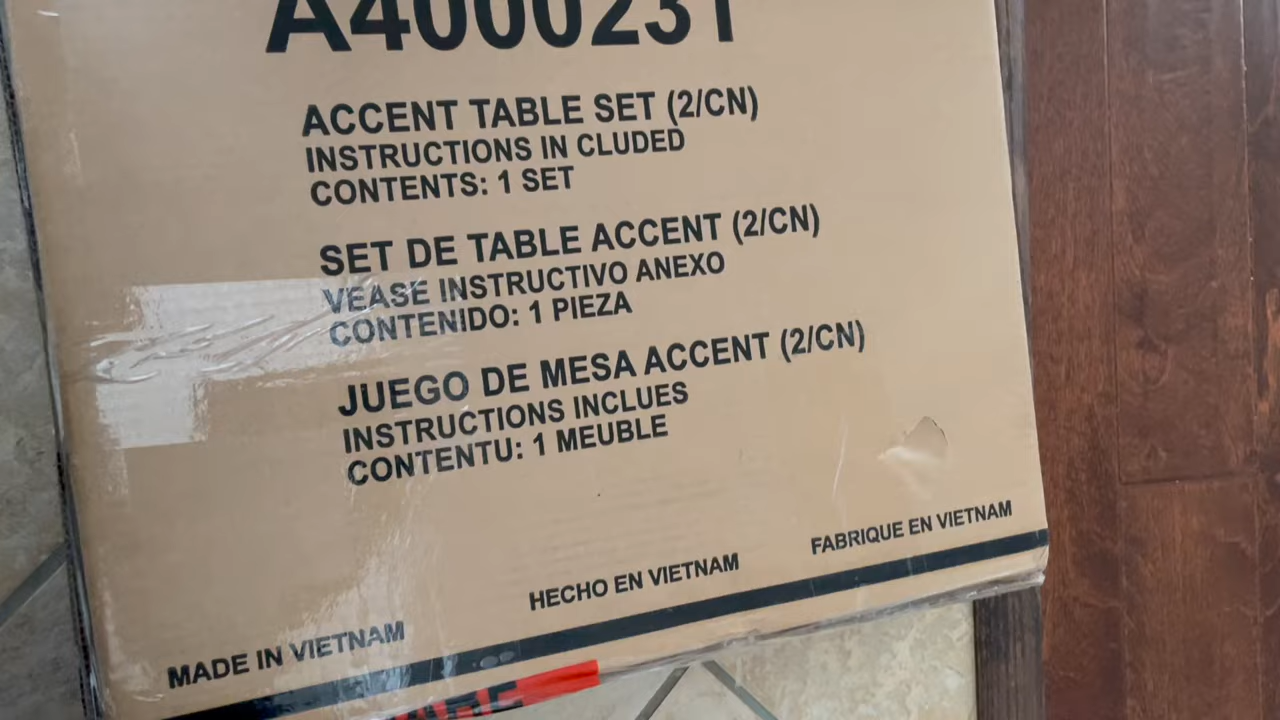 A4000231
ACCENT TABLE SET (2/CN)
INSTRUCTIONS IN CLUDED
CONTENTS: 1 SET
SET DE TABLE ACCENT (2/CN)
VEASE INSTRUCTIVO ANEXO
CONTENIDO: 1 PIEZA
JUEGO DE MESA ACCENT (2/CN)
INSTRUCTIONS INCLUES
CONTENTU: 1 MEUBLE
FABRIQUE EN VIETNAM
HECHO EN VIETNAM
MADE IN VIETNAM